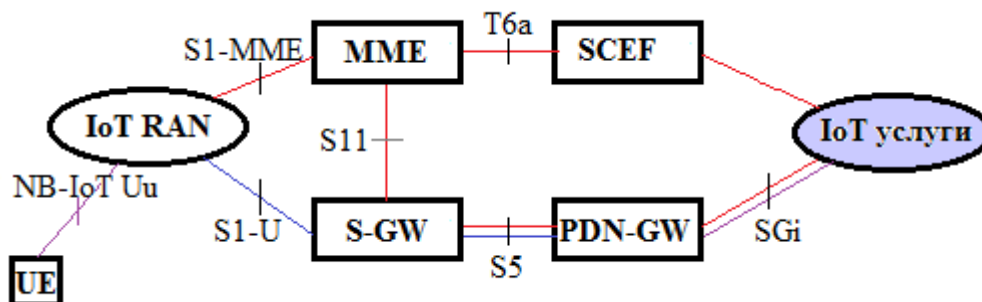 T6a
S1-MME
MME
SCEF
IoT RAN
S11
IoT услуги
NB-IoT Uu
S1-U
S-GW
PDN-GW
SGi
S5
UE